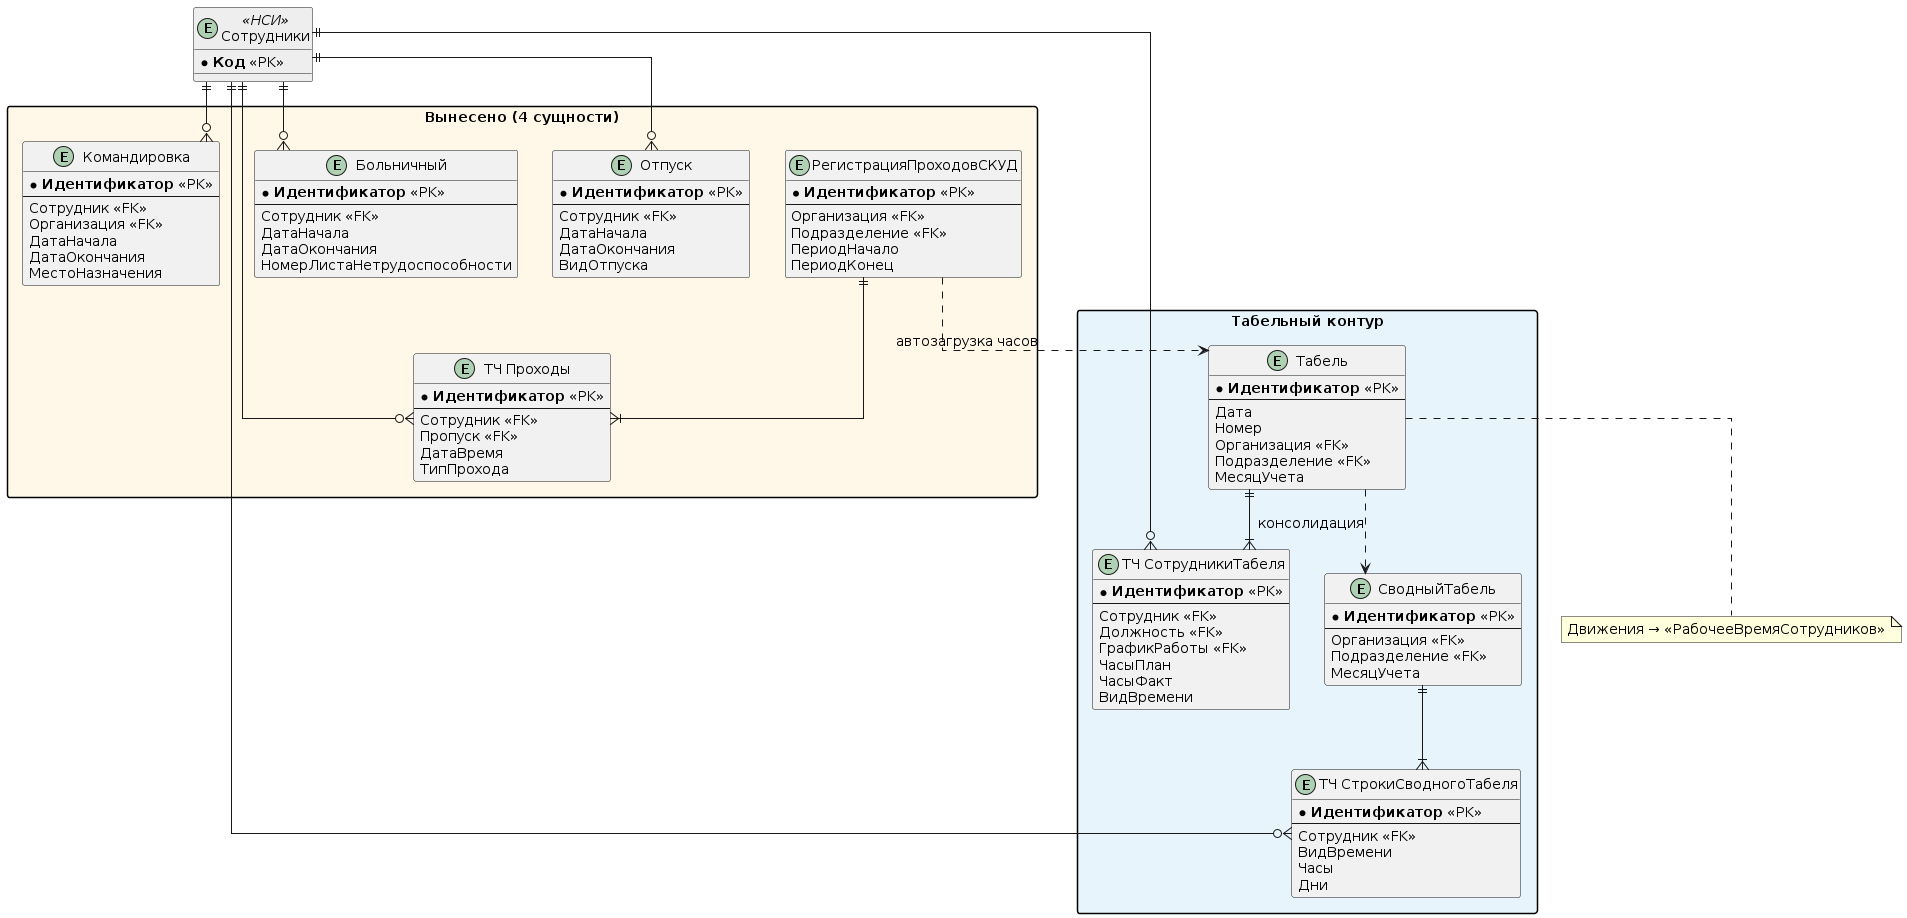 E
«НСИ»
Сотрудники
• Код «PK»
Вынесено (4 сущности)
E Командировка
• Идентификатор «PK»
Сотрудник «FK»
Организация «FK»
ДатаНачала
ДатаОкончания
МестоНазначения
E Больничный
• Идентификатор «PK»
Сотрудник «FK»
ДатаНачала
ДатаОкончания
НомерЛистаНетрудоспособности
E Отпуск
• Идентификатор «PK»
Сотрудник «FK»
ДатаНачала
ДатаОкончания
ВидОтпуска
E РегистрацияПроходовСКУД
• Идентификатор «PK»
Организация «FK»
Подразделение «FK»
ПериодНачало
ПериодКонец
E ТЧ Проходы
• Идентификатор «PK»
Сотрудник «FK»
Пропуск «FK»
ДатаВремя
ТипПрохода
автозагрузка часов
Табельный контур
E Табель
• Идентификатор «PK»
Дата
Номер
Организация «FK»
Подразделение «FK»
МесяцУчета
консолидация
E ТЧ СотрудникиТабеля
• Идентификатор «PK»
Сотрудник «FK»
Должность «FK»
ГрафикРаботы «FK»
ЧасыПлан
ЧасыФакт
ВидВремени
E СводныйТабель
• Идентификатор «PK»
Организация «FK»
Подразделение «FK»
МесяцУчета
Движения → «РабочееВремяСотрудников»
E ТЧ СтрокиСводногоТабеля
• Идентификатор «PK»
Сотрудник «FK»
ВидВремени
Часы
Дни